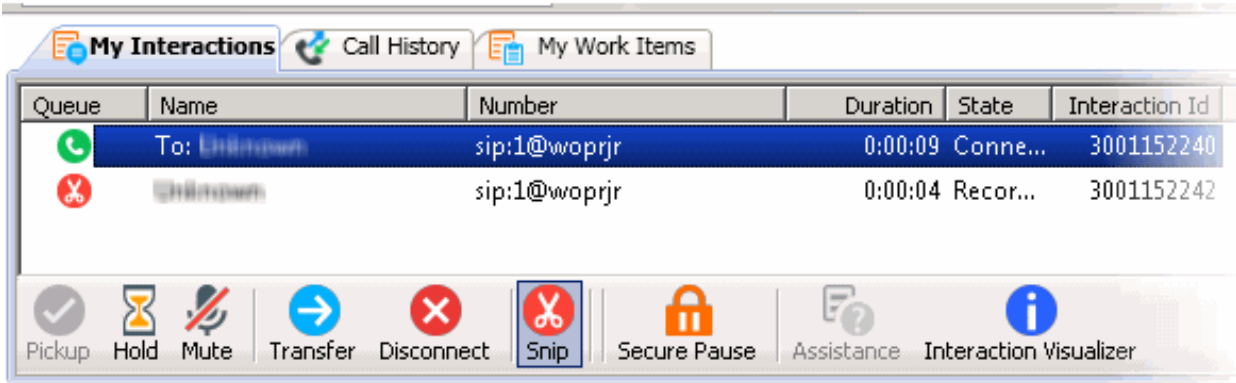 My Interactions Call History My Work Items
Queue Name Number Duration State Interaction Id
To: sip:1@woprjr 0:00:09 Conne... 3001152240
sip:1@woprjr 0:00:04 Recor... 3001152242
Pickup Hold Mute Transfer Disconnect Snip Secure Pause Assistance Interaction Visualizer